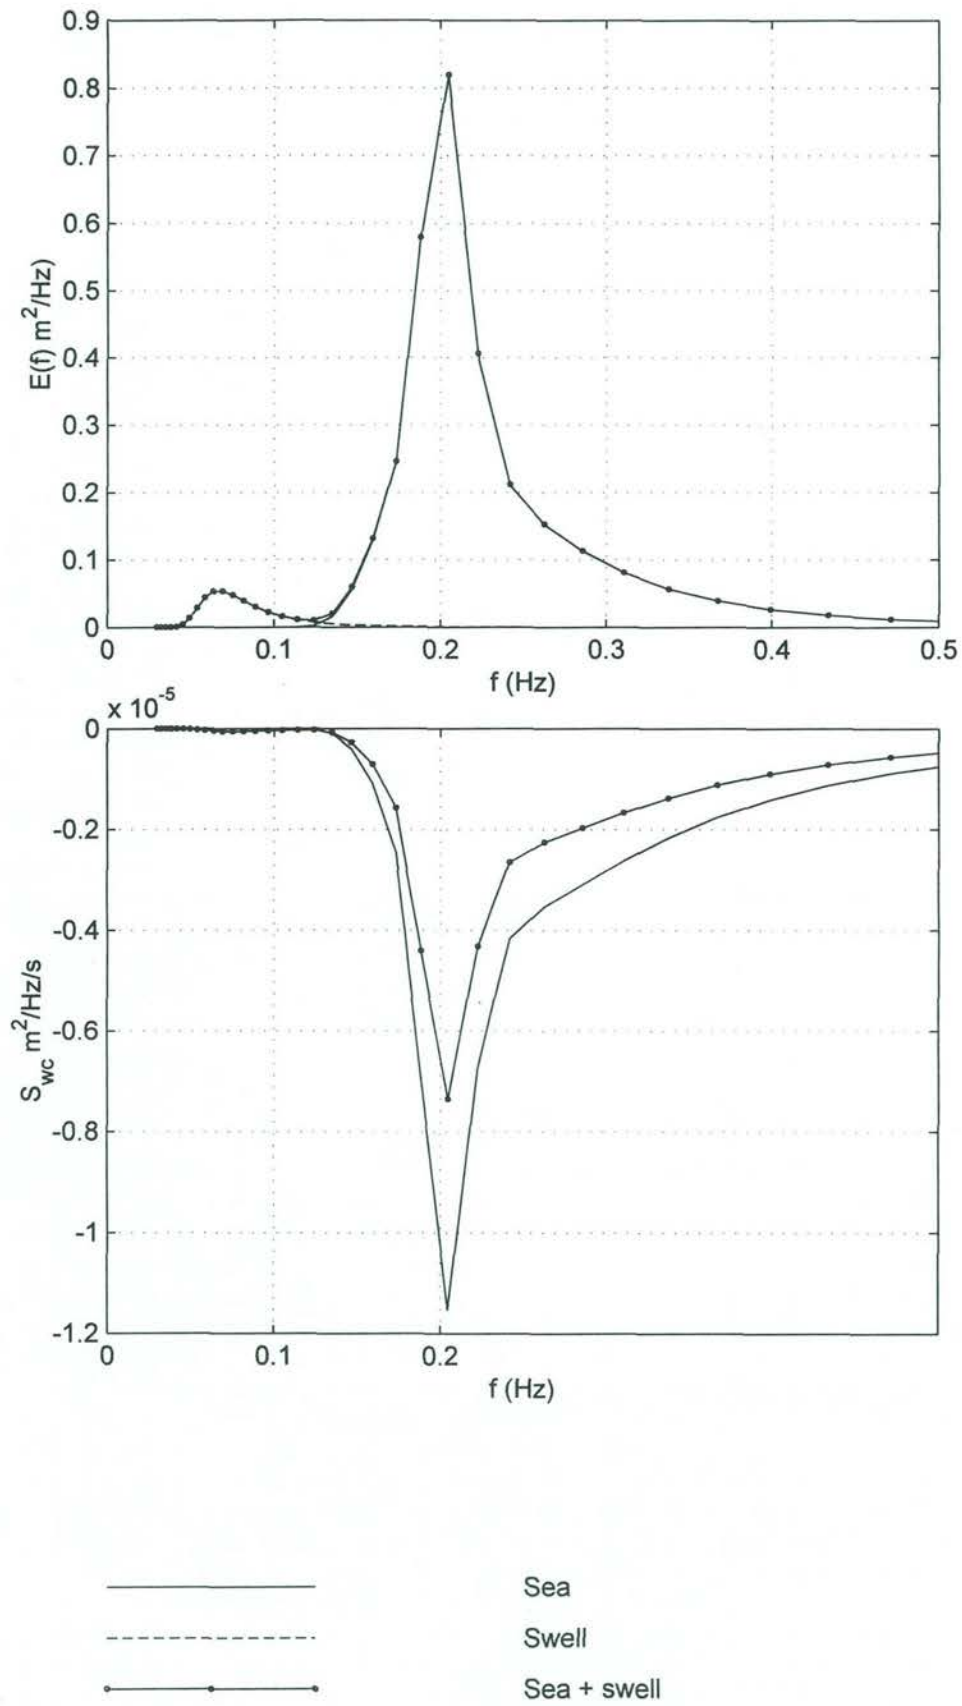 0.9
0.8
0.7
0.6
0.5
0.4
0.3
0.2
0.1
0
E(f) m²/Hz)
0 0.1 0.2 0.3 0.4 0.5
f (Hz)
x 10⁻⁵
0
-0.2
-0.4
-0.6
-0.8
-1
-1.2
S_wc m²/Hz/s
0 0.1 0.2
f (Hz)
Sea
Swell
Sea + swell